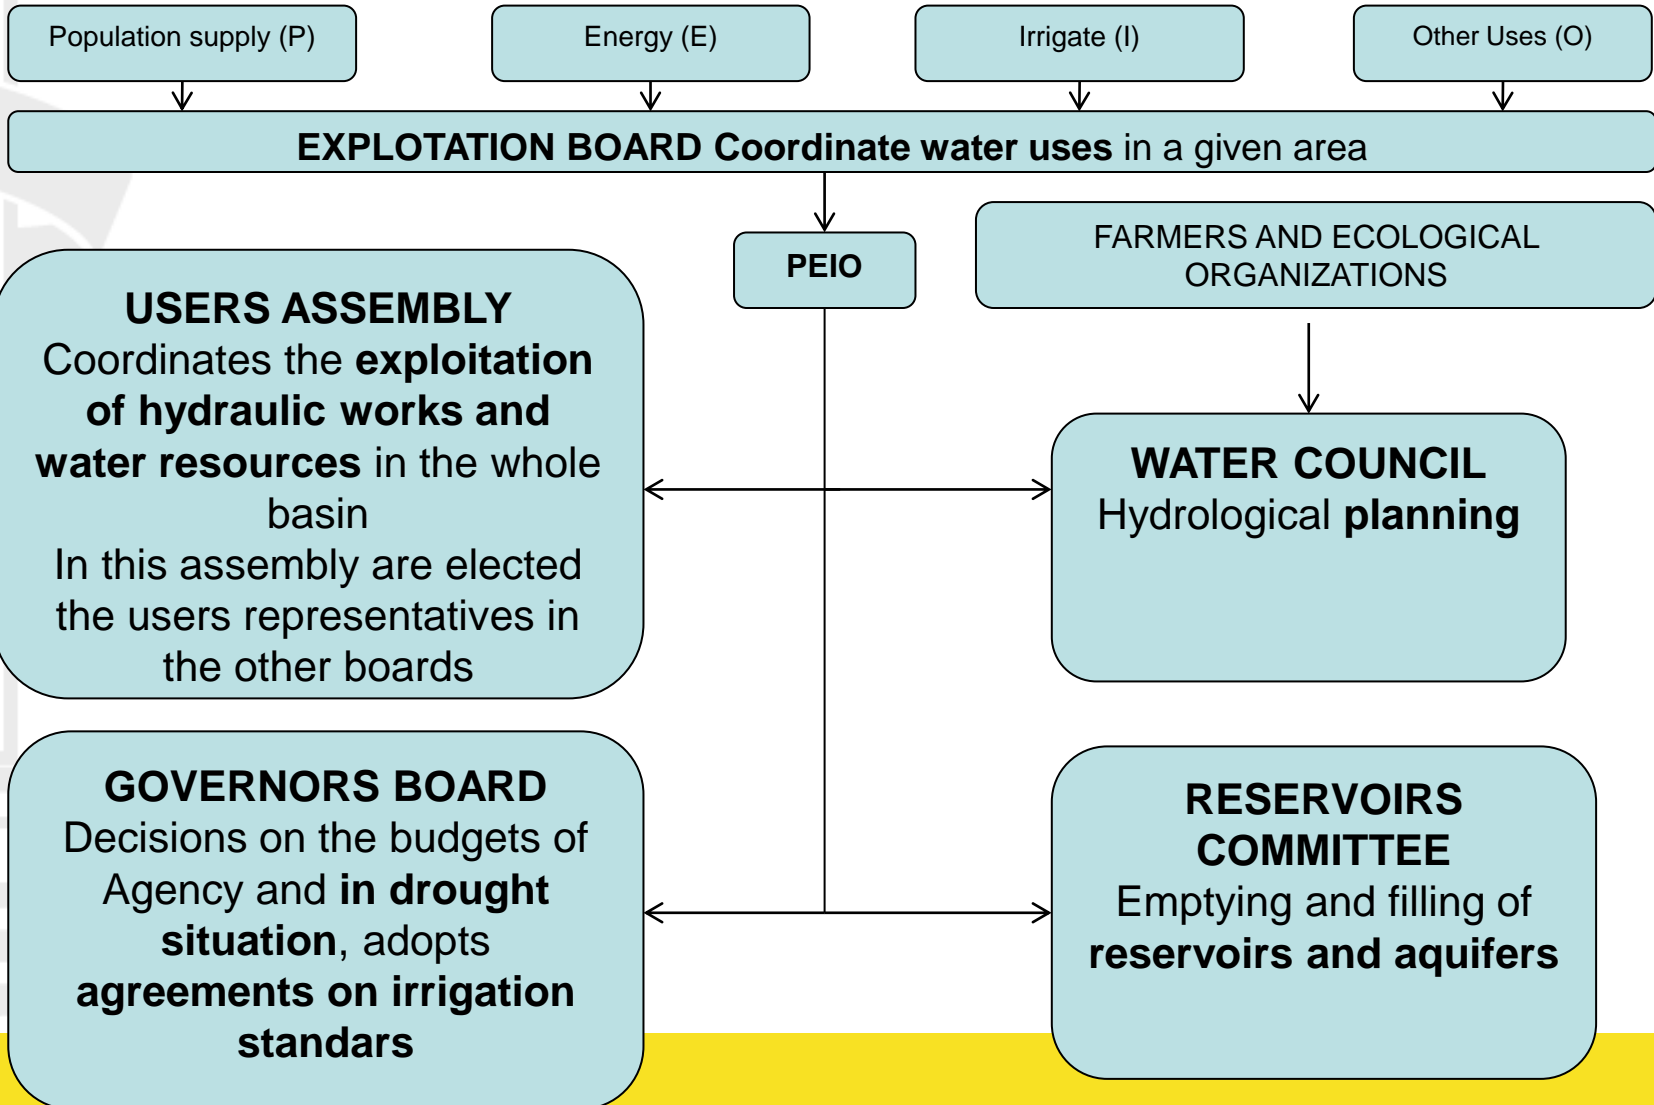 Population supply (P)
Energy (E)
Irrigate (I)
Other Uses (O)
EXPLOTATION BOARD Coordinate water uses in a given area
PEIO
FARMERS AND ECOLOGICAL
ORGANIZATIONS
USERS ASSEMBLY
Coordinates the exploitation
of hydraulic works and
water resources in the whole
basin
In this assembly are elected
the users representatives in
the other boards
WATER COUNCIL
Hydrological planning
GOVERNORS BOARD
Decisions on the budgets of
Agency and in drought
situation, adopts
agreements on irrigation
standars
RESERVOIRS
COMMITTEE
Emptying and filling of
reservoirs and aquifers